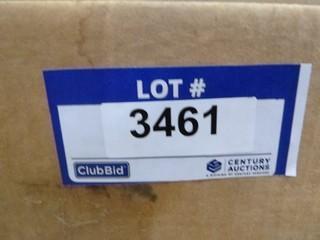 LOT #
3461
ClubBid
CENTURY
AUCTIONS